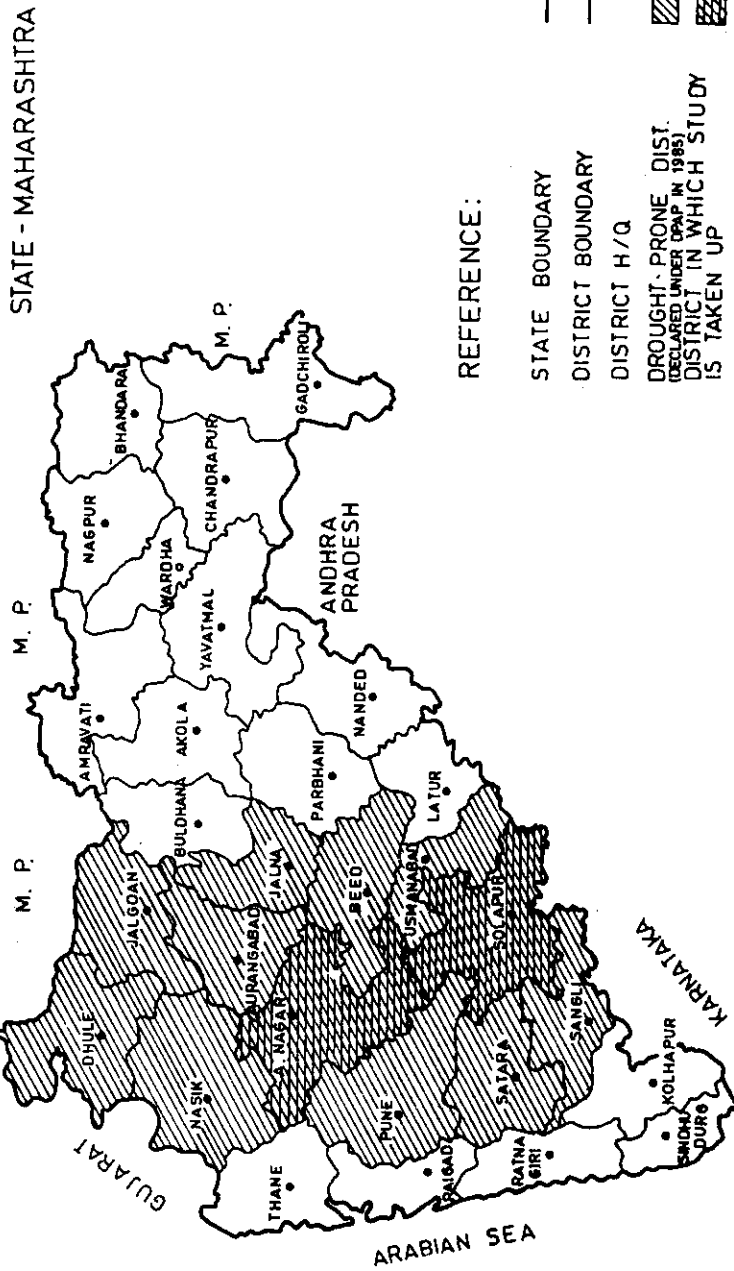 STATE - MAHARASHTRA
M. P.
M. P.
M. P.
GUJARAT
ARABIAN SEA
KARNATAKA
ANDHRA
PRADESH
DHULE
JALGOAN
BULDHANA
AMRAVATI
AKOLA
NAGPUR
WARDHA
BHANDARA
YAVATMAL
CHANDRAPUR
GADCHIROLI
NASIK
AURANGABAD
JALNA
PARBHANI
NANDED
THANE
A. NAGAR
BEED
LATUR
RAIGAD
PUNE
USMANABAD
SOLAPUR
SATARA
SANGLI
RATNA
GIRI
KOLHAPUR
SINDHU
DURG
REFERENCE:
STATE BOUNDARY
DISTRICT BOUNDARY
DISTRICT H/Q
DROUGHT-PRONE DIST.
(DECLARED UNDER DPAP IN 1985)
DISTRICT IN WHICH STUDY
IS TAKEN UP